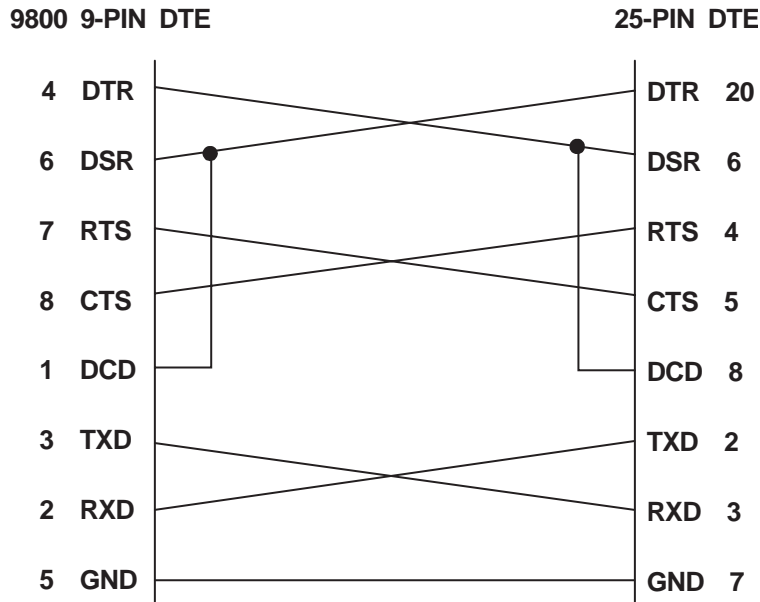 9800 9-PIN DTE 25-PIN DTE
4 DTR DTR 20
6 DSR DSR 6
7 RTS RTS 4
8 CTS CTS 5
1 DCD DCD 8
3 TXD TXD 2
2 RXD RXD 3
5 GND GND 7